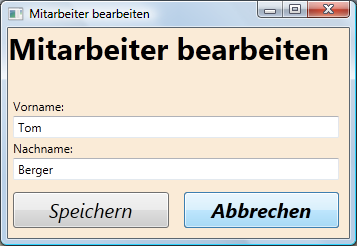 Mitarbeiter bearbeiten
Mitarbeiter bearbeiten
Vorname:
Tom
Nachname:
Berger
Speichern Abbrechen